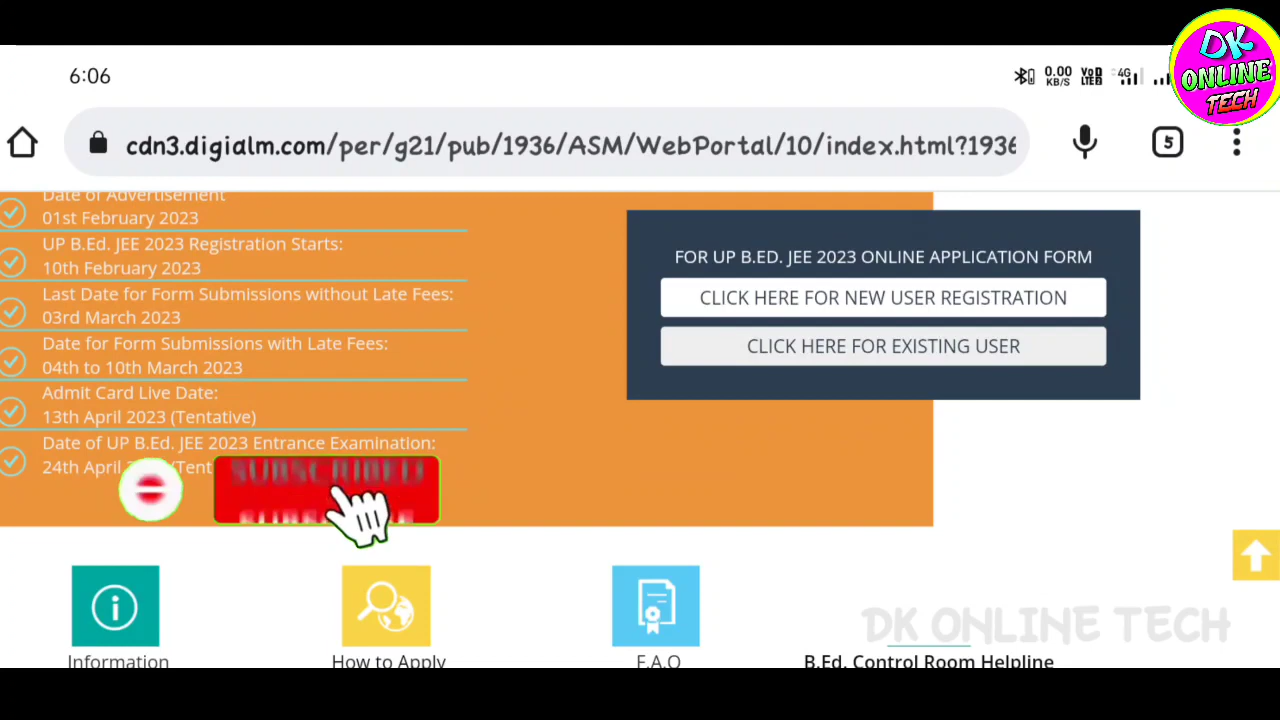 DK
ONLINE
TECH
6:06
0.00
KB/S
4G
cdn3.digialm.com/per/g21/pub/1936/ASM/WebPortal/10/index.html?1936
5
Date of Advertisement
01st February 2023
UP B.Ed. JEE 2023 Registration Starts:
10th February 2023
Last Date for Form Submissions without Late Fees:
03rd March 2023
Date for Form Submissions with Late Fees:
04th to 10th March 2023
Admit Card Live Date:
13th April 2023 (Tentative)
Date of UP B.Ed. JEE 2023 Entrance Examination:
24th April
SUBSCRIBED
FOR UP B.ED. JEE 2023 ONLINE APPLICATION FORM
CLICK HERE FOR NEW USER REGISTRATION
CLICK HERE FOR EXISTING USER
Information
How to Apply
F.A.Q
B.Ed. Control Room Helpline
DK ONLINE TECH